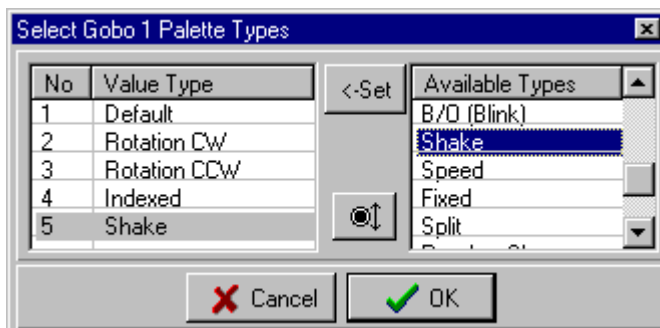 Select Gobo 1 Palette Types
No Value Type
1 Default
2 Rotation CW
3 Rotation CCW
4 Indexed
5 Shake
<-Set
Available Types
B/O (Blink)
Shake
Speed
Fixed
Split
Cancel
OK